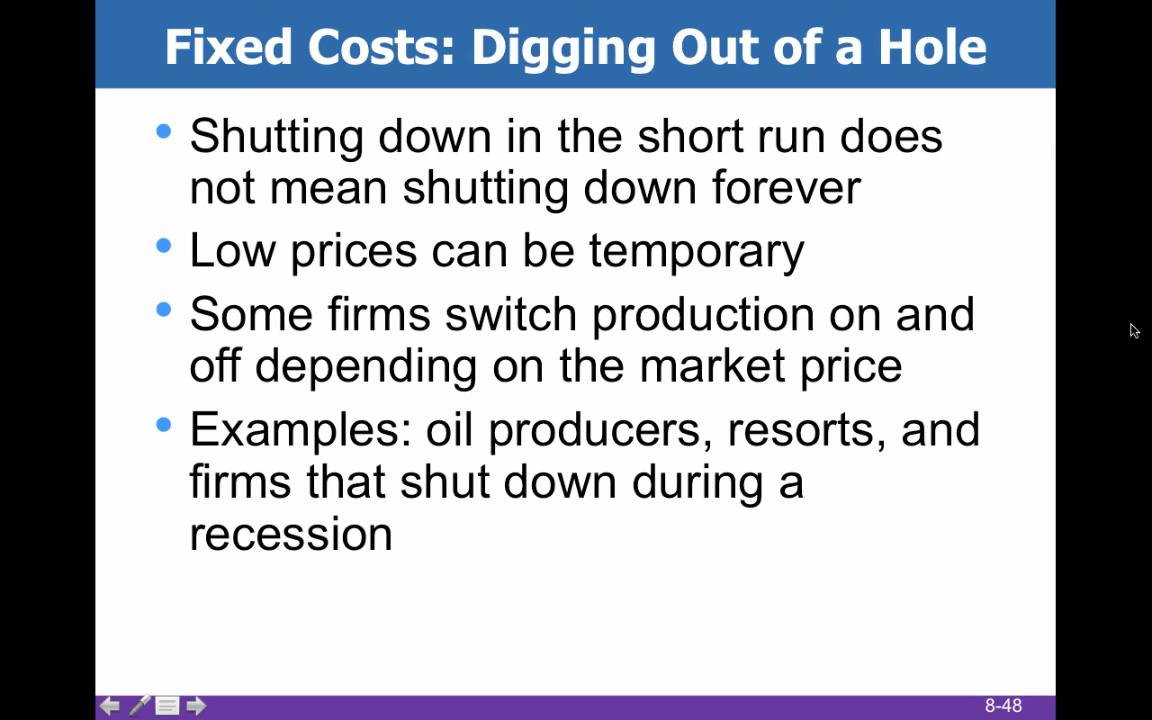 Fixed Costs: Digging Out of a Hole
• Shutting down in the short run does
not mean shutting down forever
• Low prices can be temporary
• Some firms switch production on and
off depending on the market price
• Examples: oil producers, resorts, and
firms that shut down during a
recession
8-48